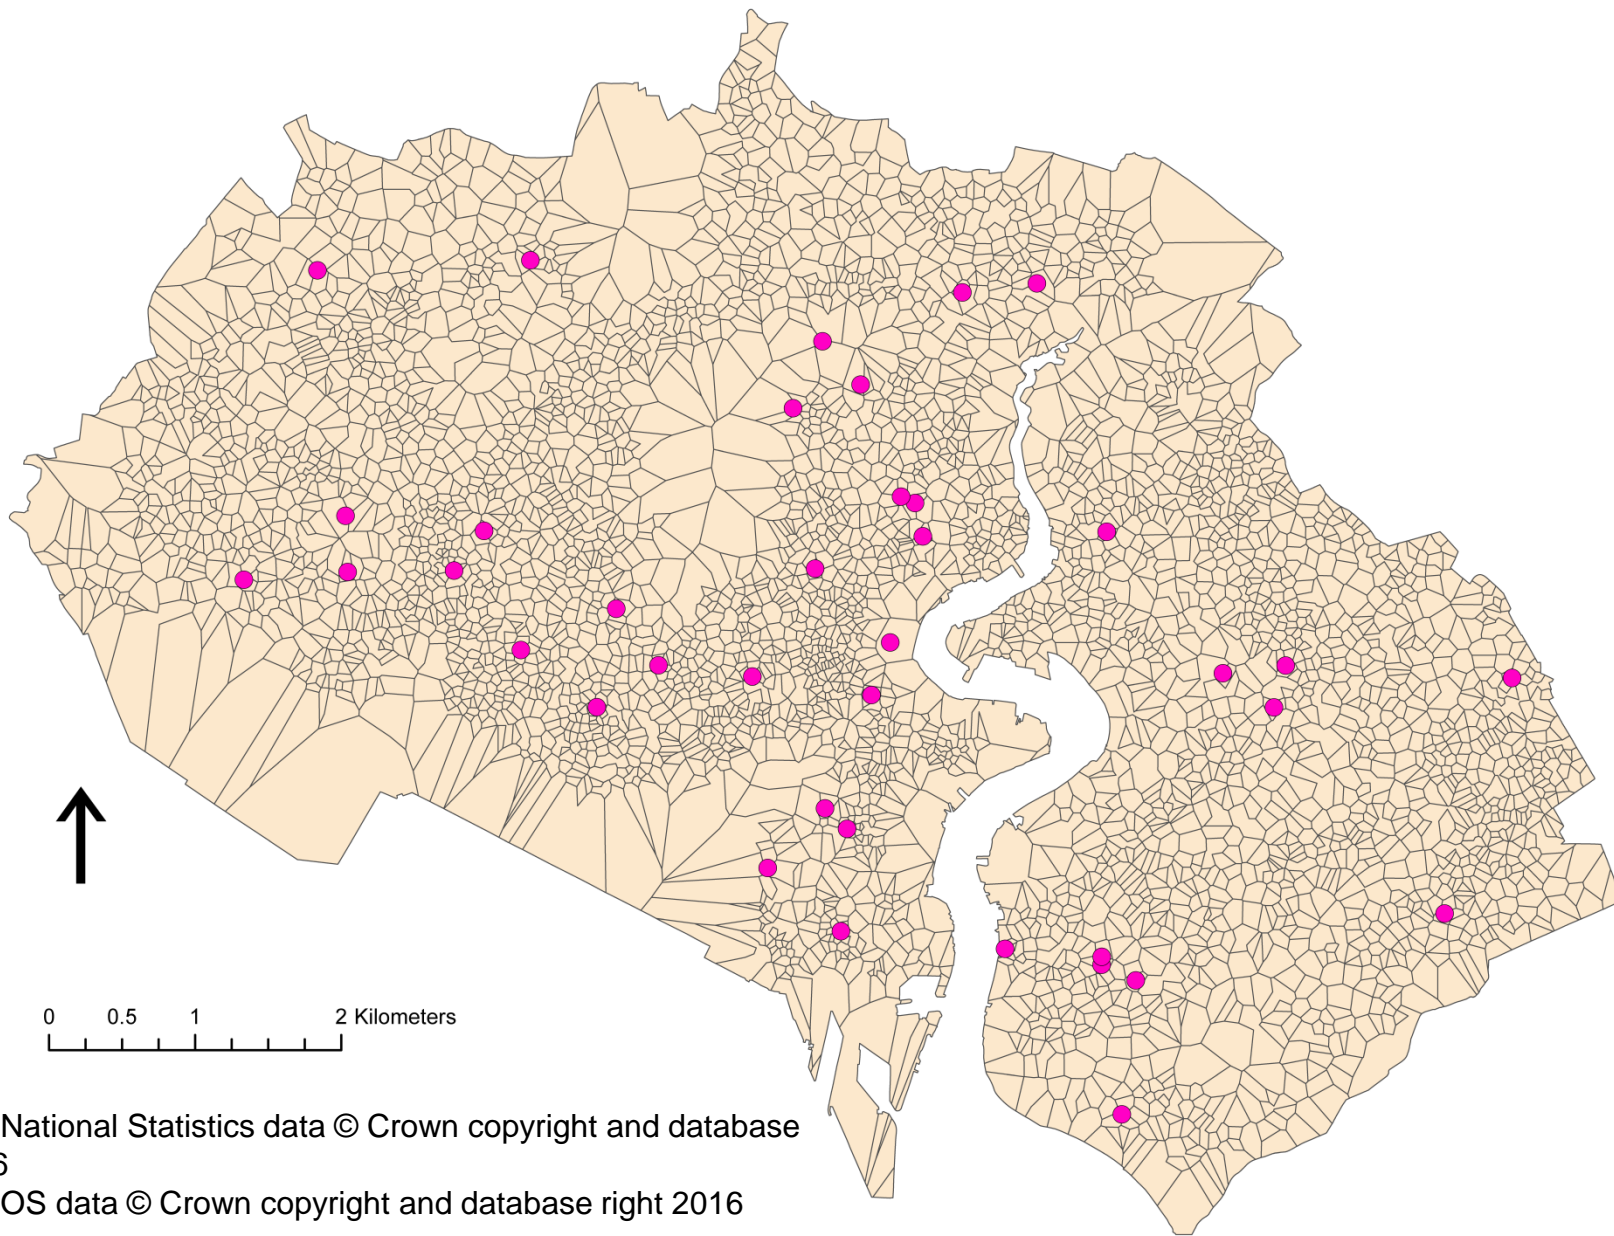 0 0.5 1 2 Kilometers
National Statistics data © Crown copyright and database
6
OS data © Crown copyright and database right 2016